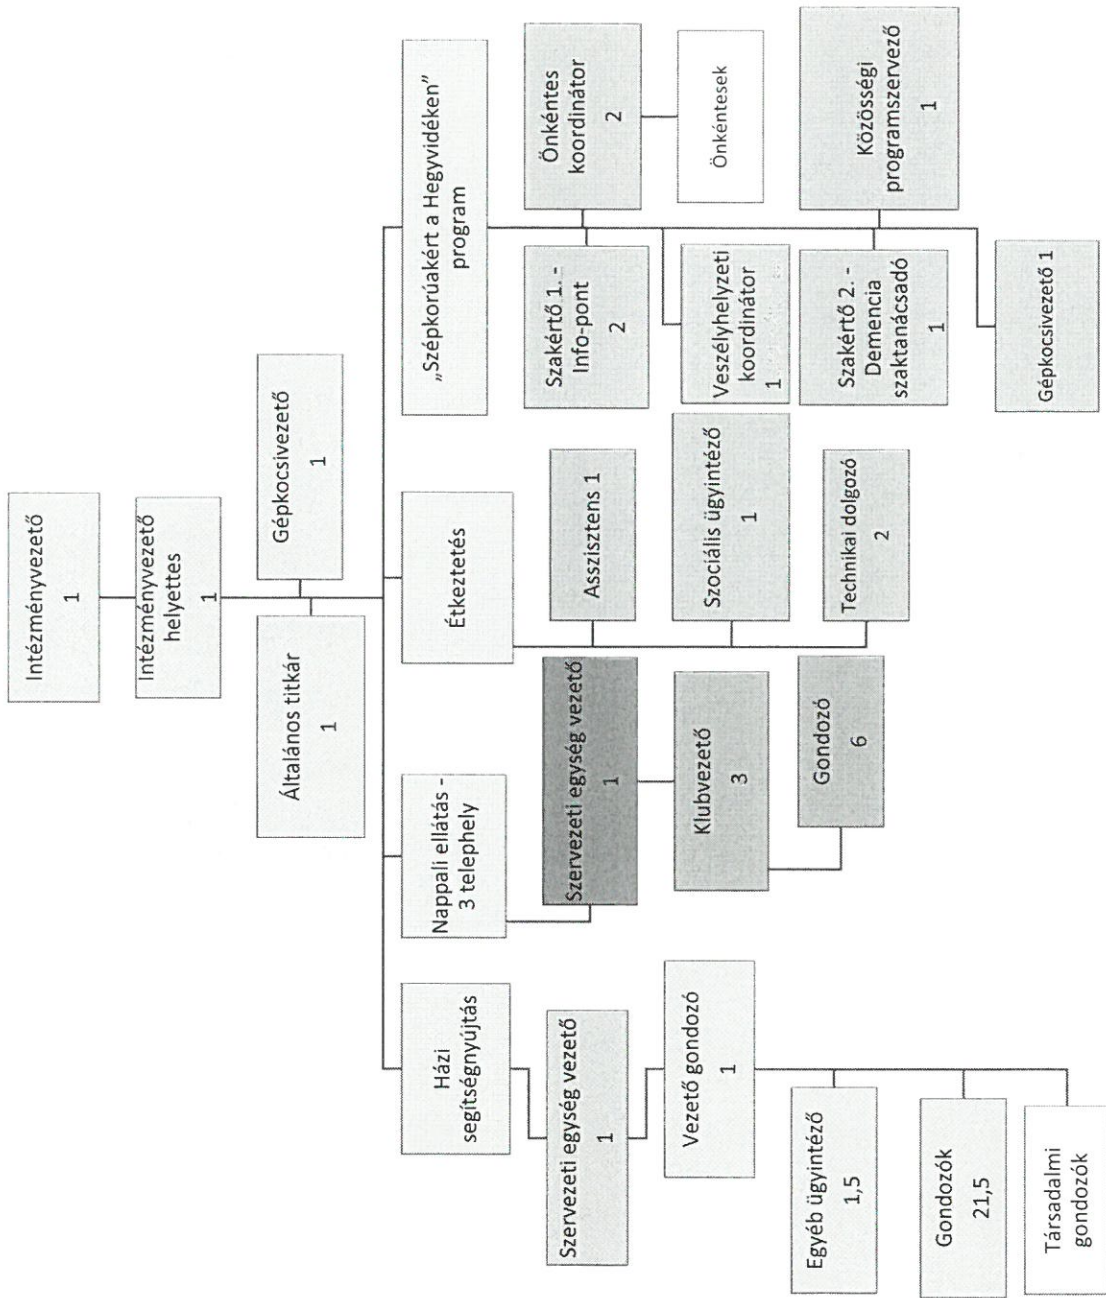 Intézményvezető
1
Intézményvezető
helyettes
1
Általános titkár
1
Gépkocsivezető
1
Házi
segítségnyújtás
Szervezeti egység vezető
1
Vezető gondozó
1
Egyéb ügyintéző
1,5
Gondozók
21,5
Társadalmi
gondozók
Nappali ellátás -
3 telephely
Szervezeti egység vezető
1
Klubvezető
3
Gondozó
6
Étkeztetés
Asszisztens 1
Szociális ügyintéző
1
Technikai dolgozó
2
„Szépkorúakért a Hegyvidéken”
program
Szakértő 1. -
Info-pont
2
Önkéntes
koordinátor
2
Önkéntesek
Veszélyhelyzeti
koordinátor
1
Szakértő 2. -
Demencia
szaktanácsadó
1
Közösségi
programszervező
1
Gépkocsivezető 1